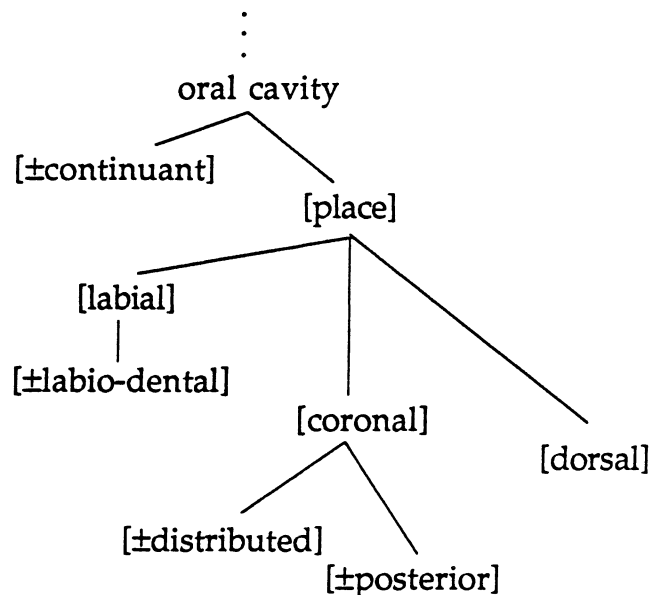 oral cavity
[±continuant]
[place]
[labial]
[±labio-dental]
[coronal]
[dorsal]
[±distributed]
[±posterior]